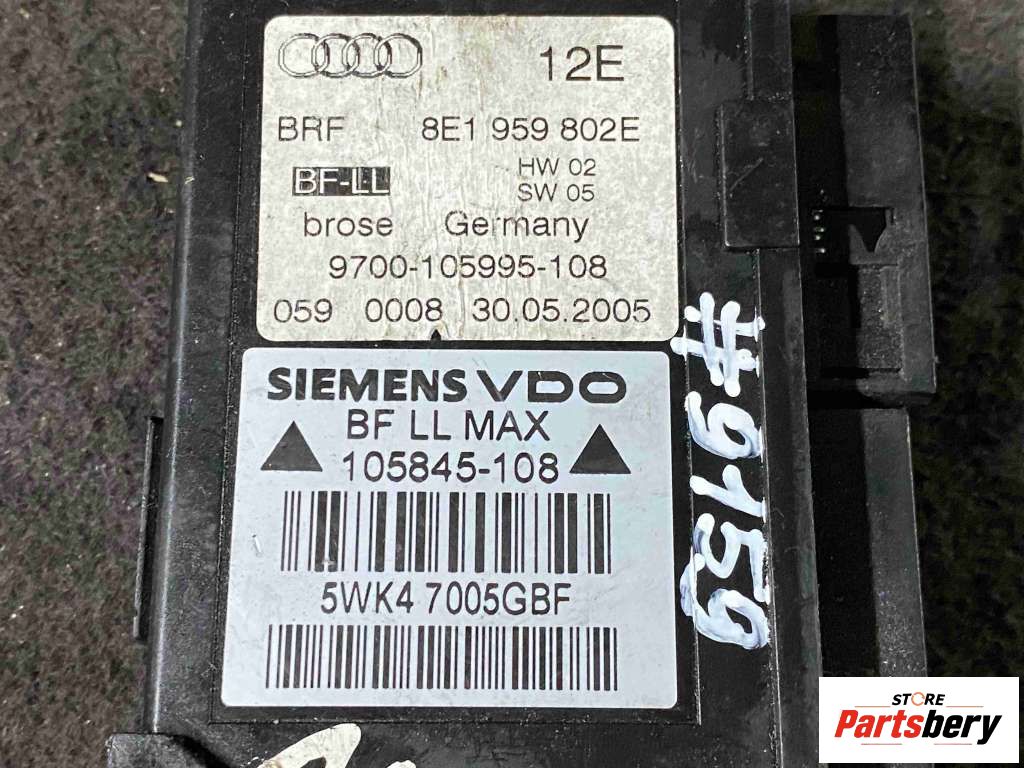 12E
BRF 8E1 959 802E
BF-LL HW 02
SW 05
brose Germany
9700-105995-108
059 0008 30.05.2005
SIEMENS VDO
BF LL MAX
105845-108
5WK4 7005GBF
#9159
STORE
Partsbery